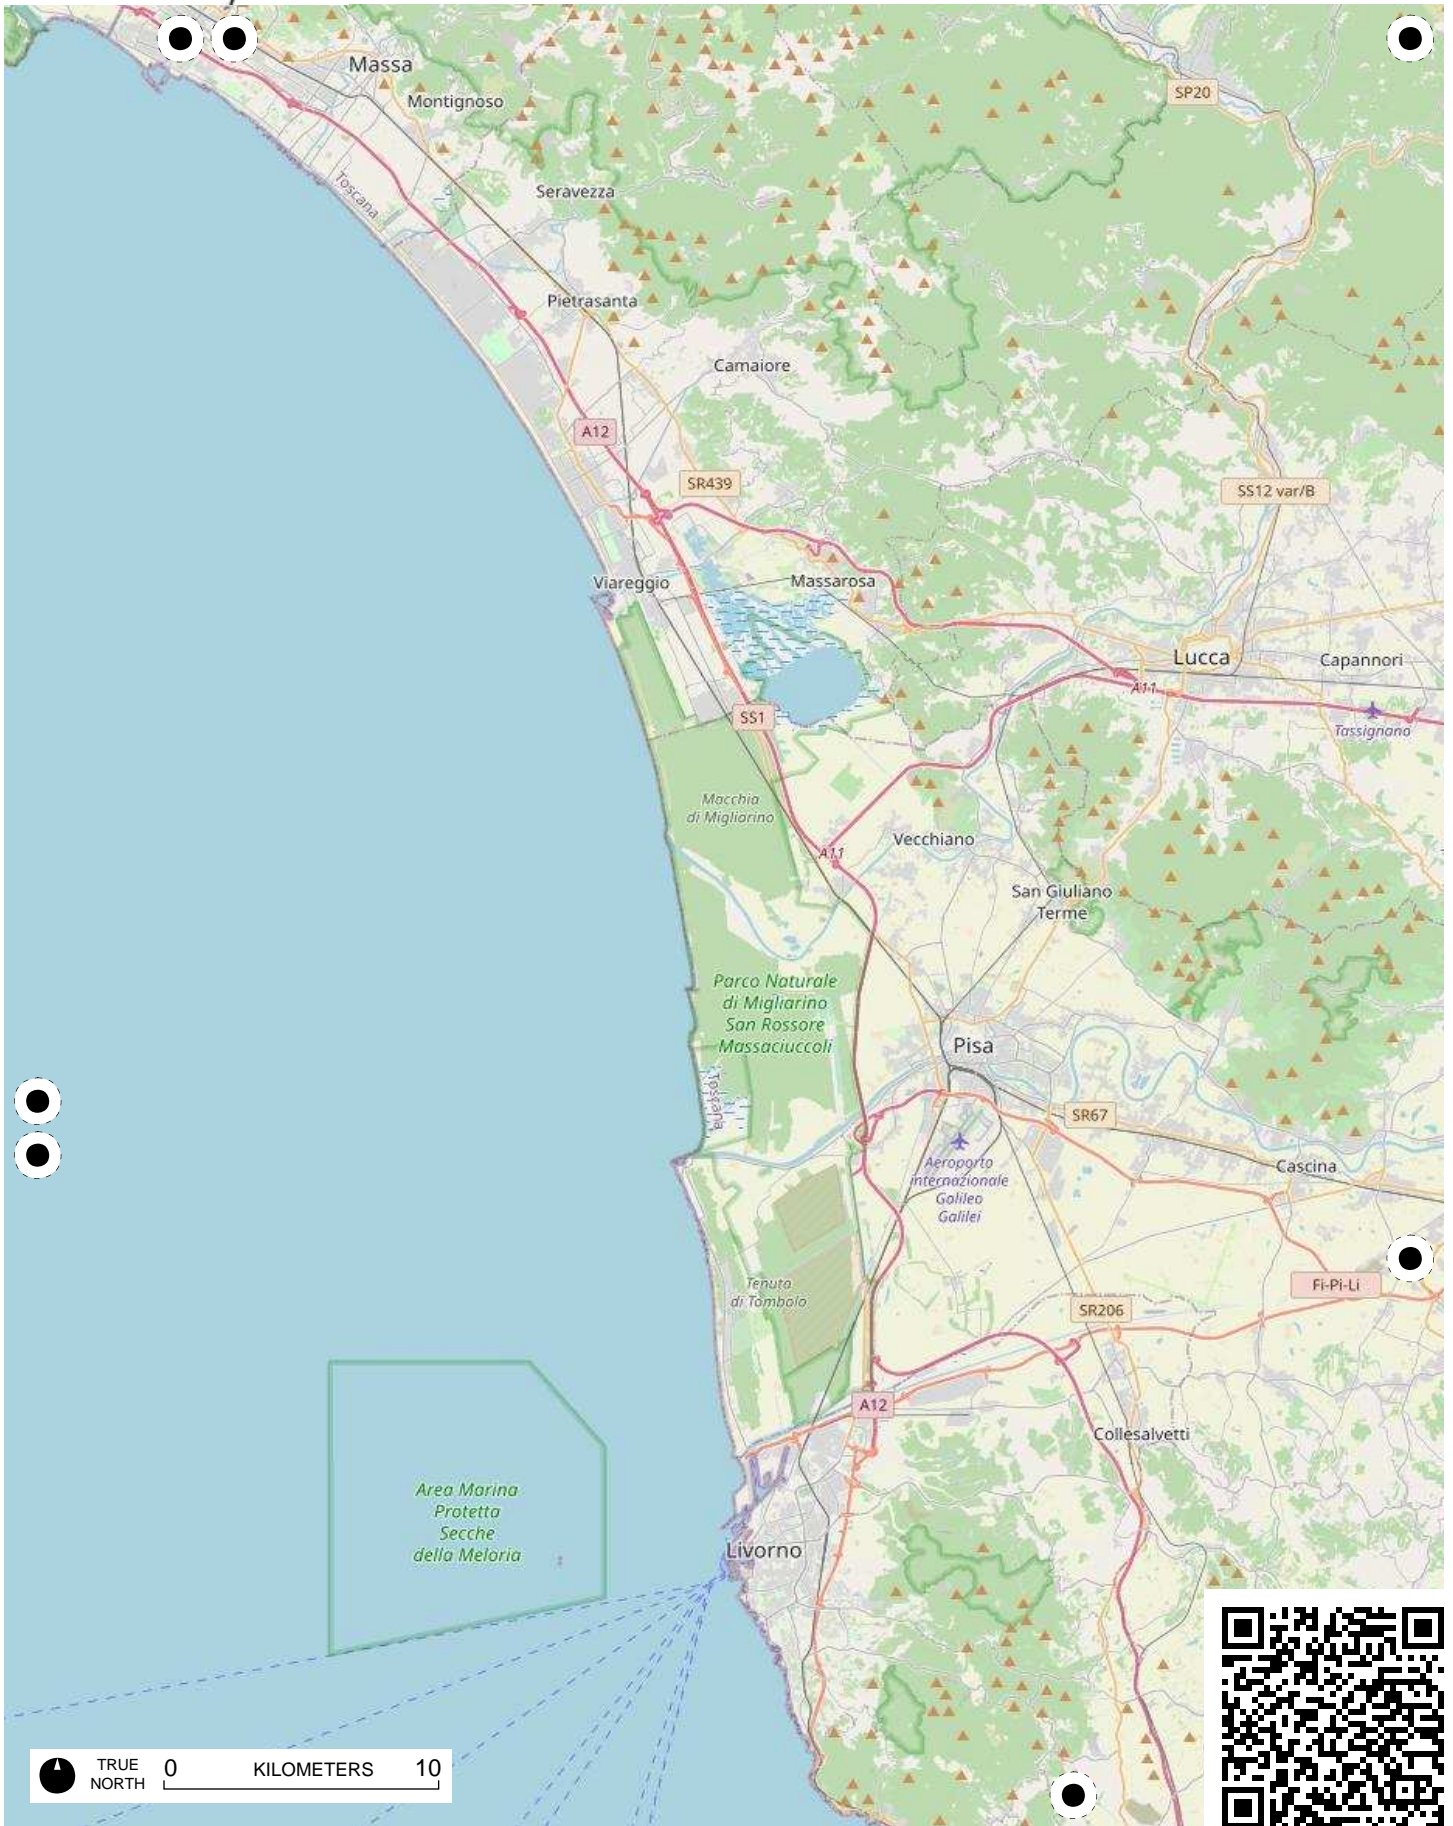 Massa
Montignoso
SP20
Toscana
Seravezza
Pietrasanta
Camaiore
A12
SR439
SS12 var/B
Viareggio
Massarosa
Lucca
Capannori
A11
Tassignano
SS1
Macchia
di Migliarino
Vecchiano
A11
San Giuliano
Terme
Parco Naturale
di Migliarino
San Rossore
Massaciuccoli
Pisa
Toscana
SR67
Aeroporto
internazionale
Galileo
Galilei
Cascina
Tenuta
di Tombolo
Fi-Pi-Li
SR206
A12
Collesalvetti
Area Marina
Protetta
Secche
della Meloria
Livorno
TRUE
NORTH
0 KILOMETERS 10